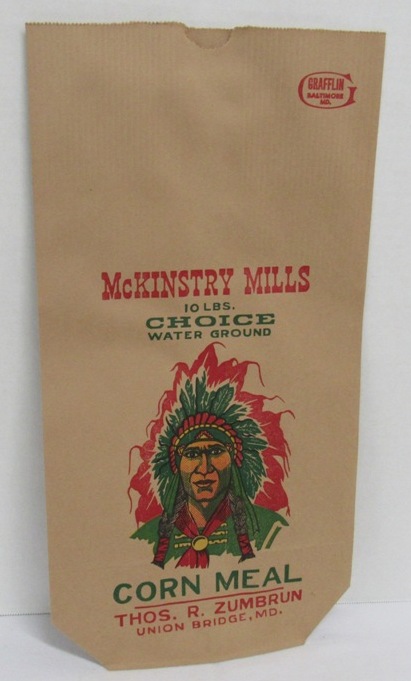 GRAFFLIN
BALTIMORE
MD.
McKINSTRY MILLS
10 LBS.
CHOICE
WATER GROUND
CORN MEAL
THOS. R. ZUMBRUN
UNION BRIDGE, MD.